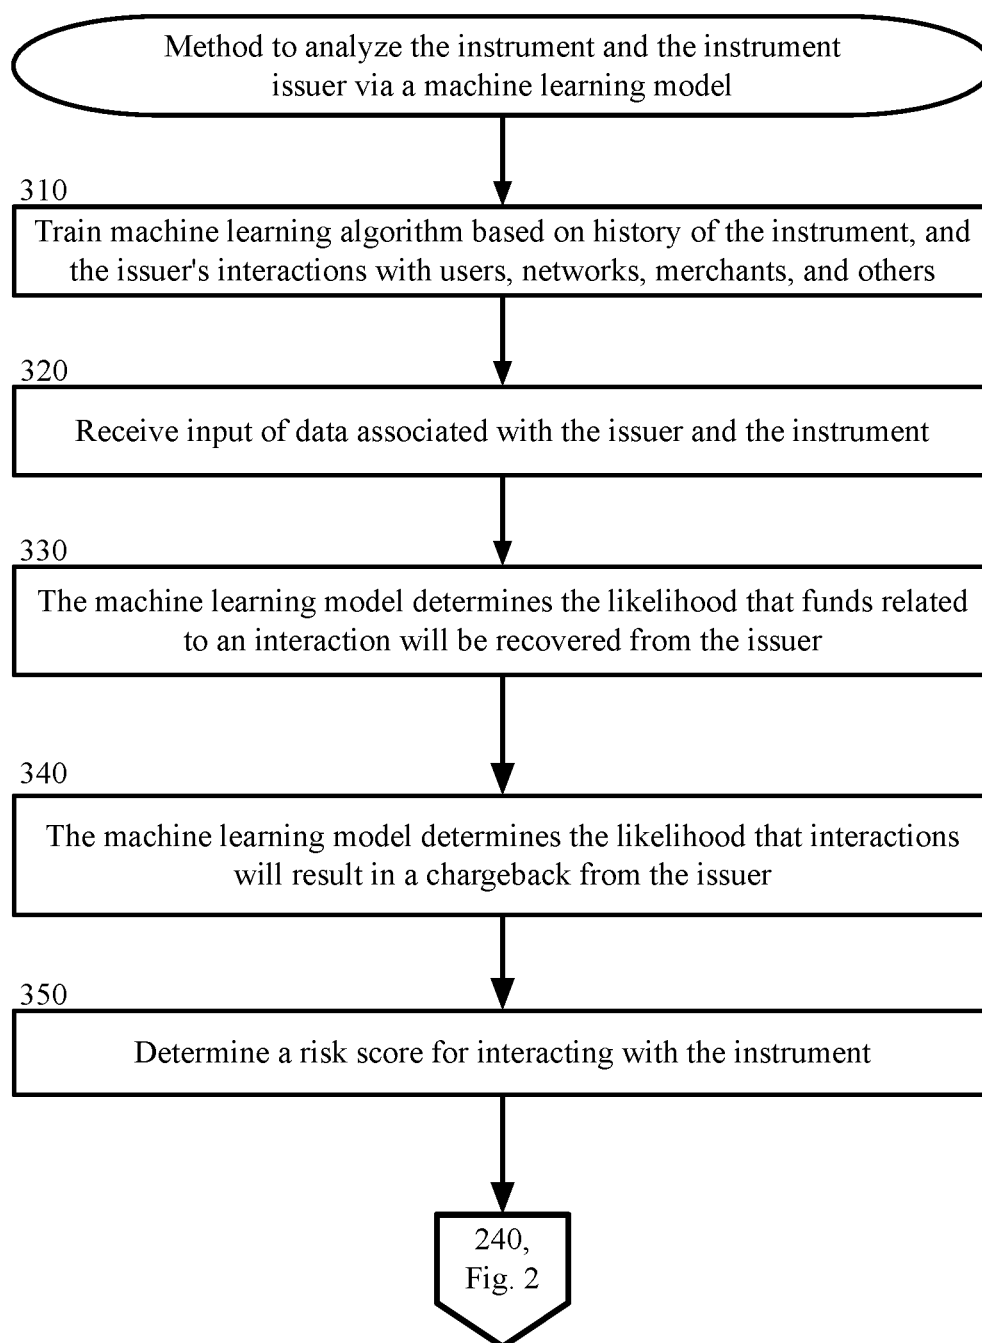 Method to analyze the instrument and the instrument
issuer via a machine learning model
310
Train machine learning algorithm based on history of the instrument, and
the issuer's interactions with users, networks, merchants, and others
320
Receive input of data associated with the issuer and the instrument
330
The machine learning model determines the likelihood that funds related
to an interaction will be recovered from the issuer
340
The machine learning model determines the likelihood that interactions
will result in a chargeback from the issuer
350
Determine a risk score for interacting with the instrument
240,
Fig. 2